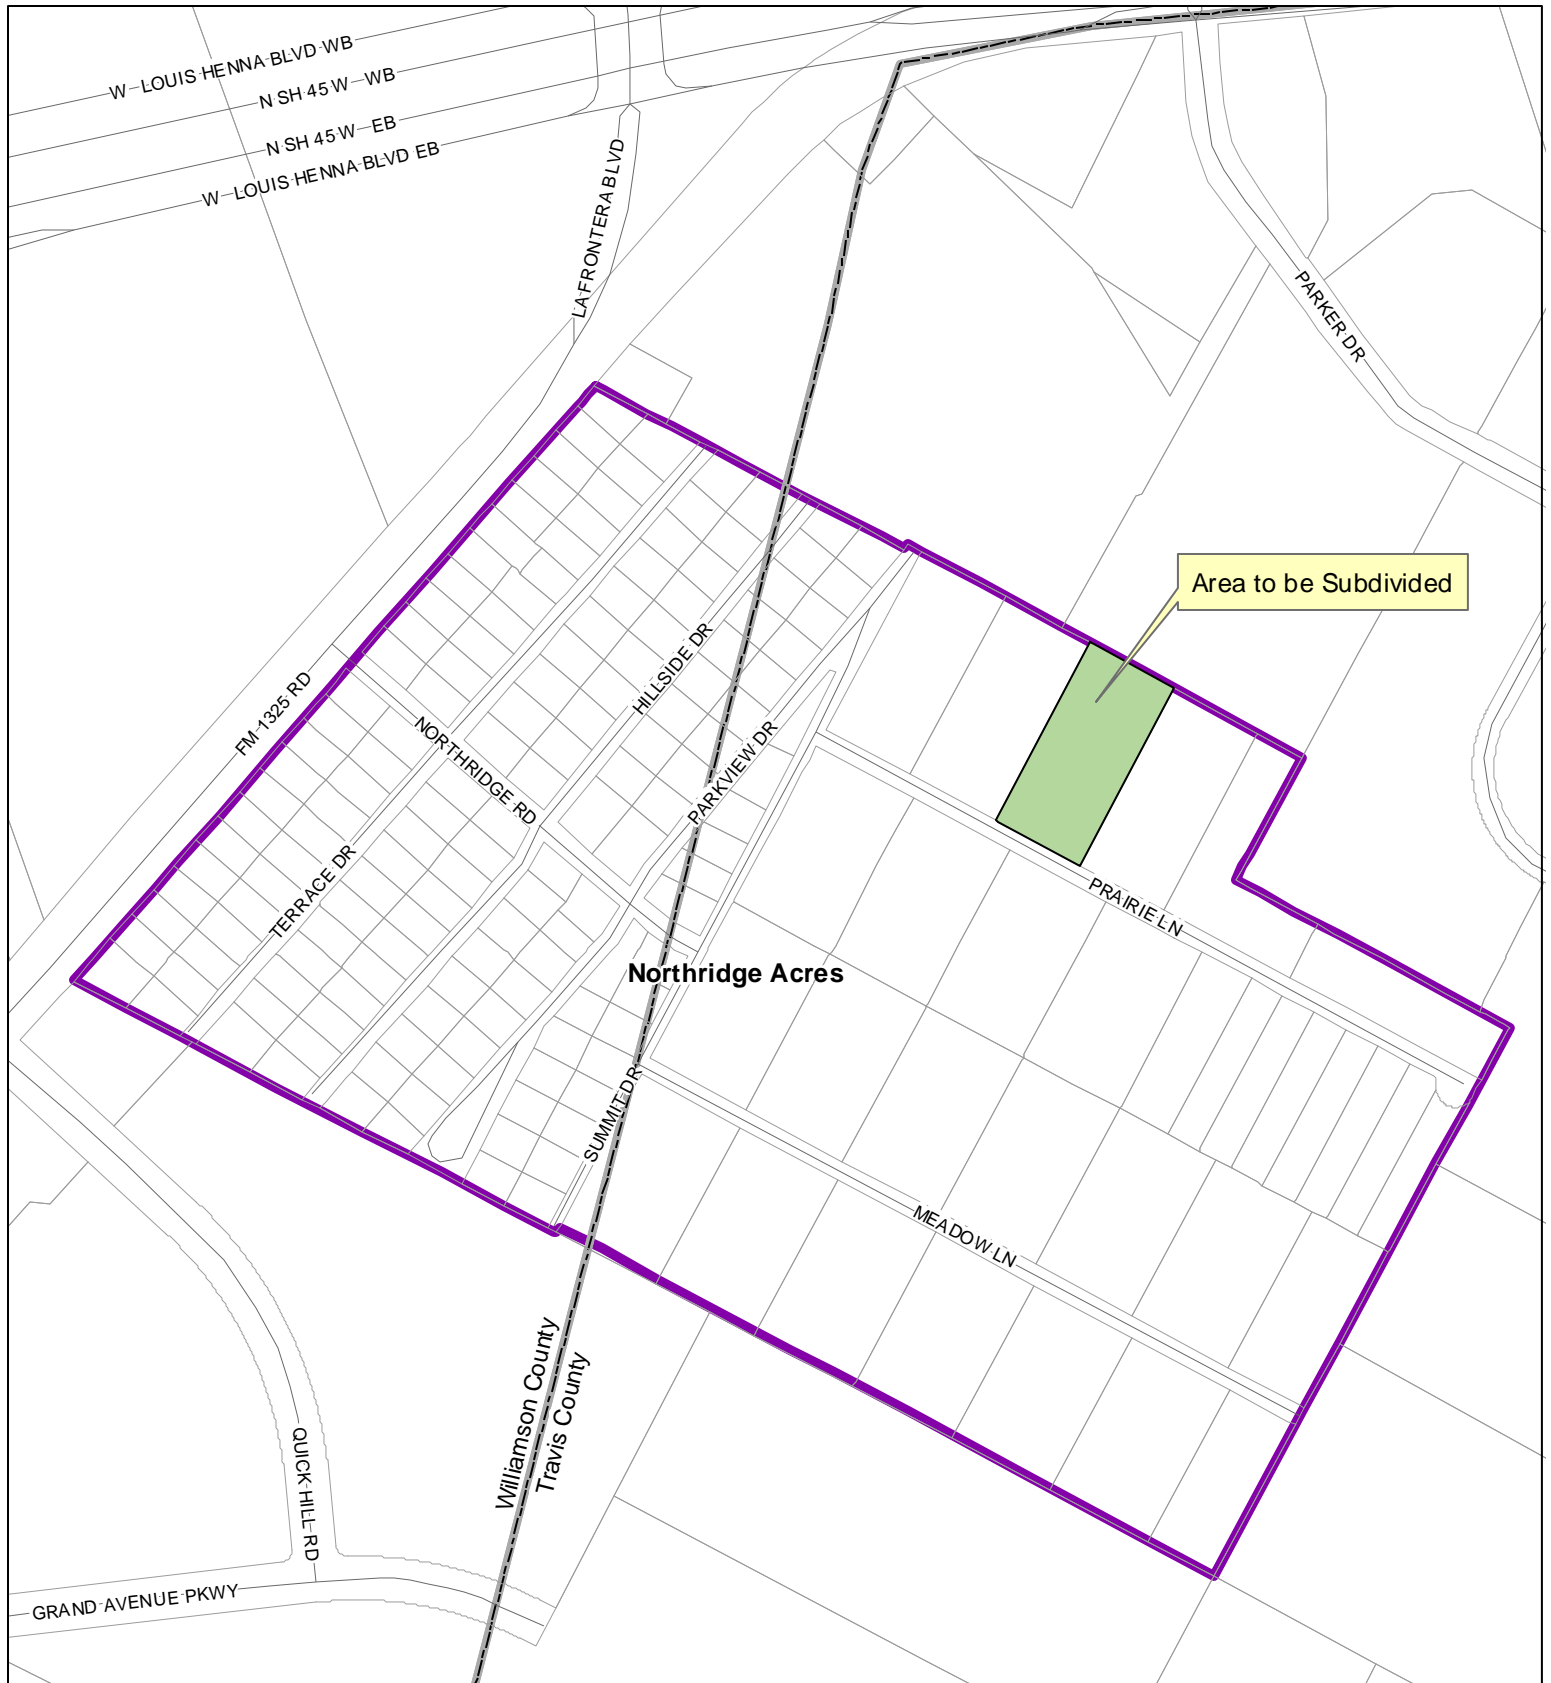 W LOUIS HENNA BLVD WB
N SH 45 W WB
N SH 45 W EB
W LOUIS HENNA BLVD EB
LA FRONTERA BLVD
PARKER DR
Area to be Subdivided
HILLSIDE DR
FM 1325 RD
NORTHRIDGE RD
PARKVIEW DR
TERRACE DR
PRAIRIE LN
Northridge Acres
SUMMIT DR
MEADOW LN
Williamson County
Travis County
QUICK HILL RD
GRAND AVENUE PKWY